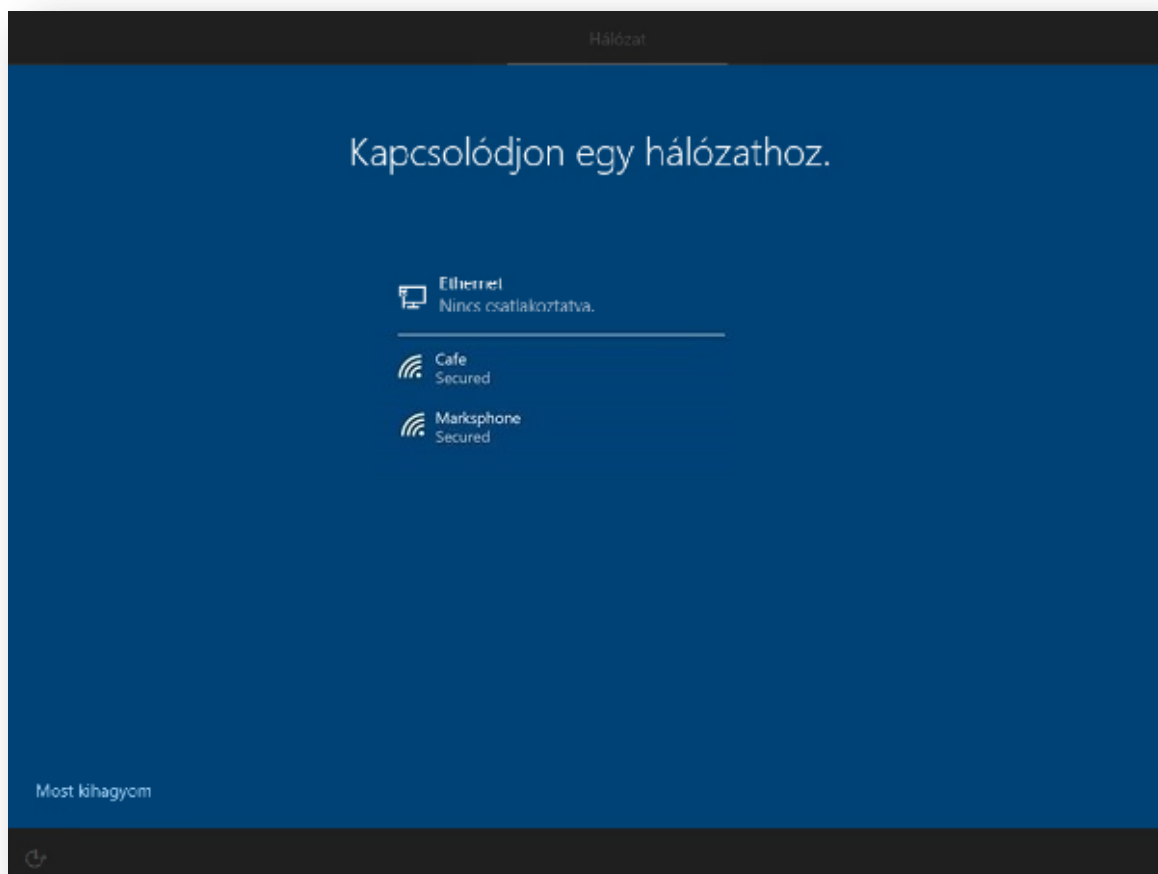 Hálózat
Kapcsolódjon egy hálózathoz.
Ethernet
Nincs csatlakoztatva.
Cafe
Secured
Marksphone
Secured
Most kihagyom